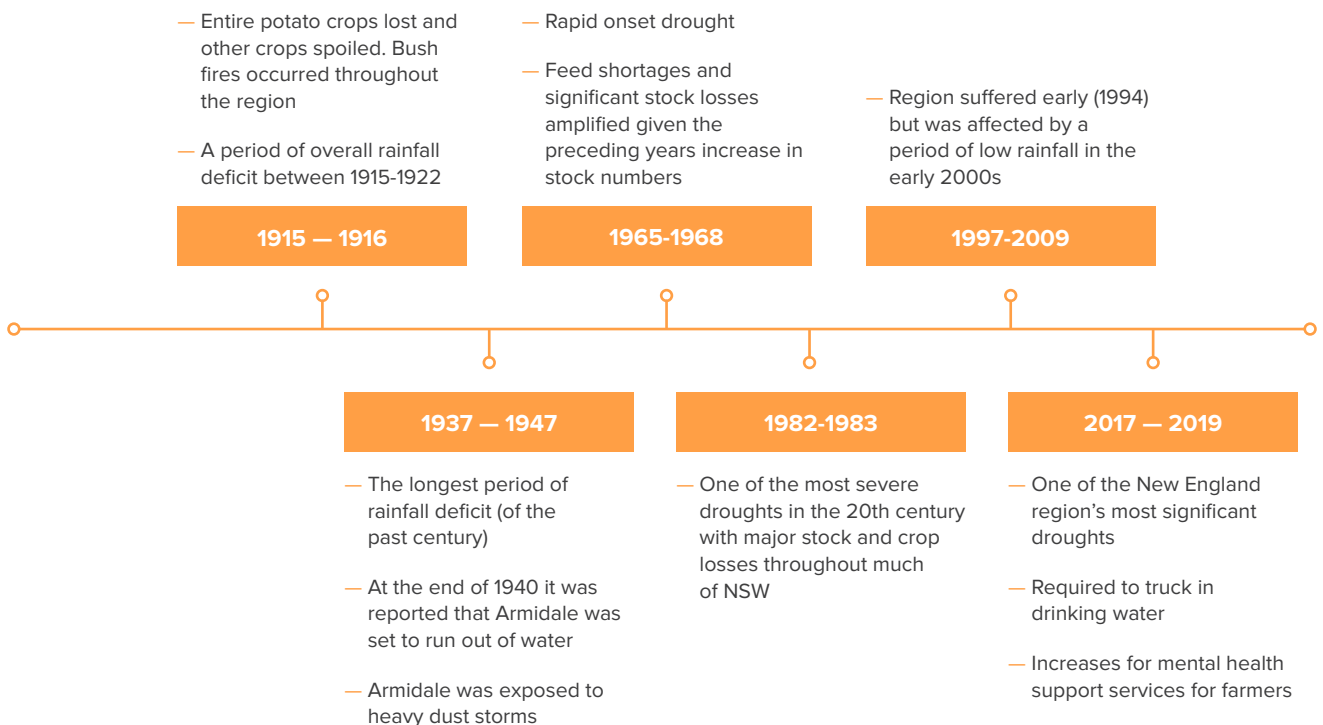 — Entire potato crops lost and
other crops spoiled. Bush
fires occurred throughout
the region
— A period of overall rainfall
deficit between 1915-1922
1915 — 1916
— Rapid onset drought
— Feed shortages and
significant stock losses
amplified given the
preceding years increase in
stock numbers
1965-1968
— Region suffered early (1994)
but was affected by a
period of low rainfall in the
early 2000s
1997-2009
1937 — 1947
— The longest period of
rainfall deficit (of the
past century)
— At the end of 1940 it was
reported that Armidale was
set to run out of water
— Armidale was exposed to
heavy dust storms
1982-1983
— One of the most severe
droughts in the 20th century
with major stock and crop
losses throughout much
of NSW
2017 — 2019
— One of the New England
region’s most significant
droughts
— Required to truck in
drinking water
— Increases for mental health
support services for farmers